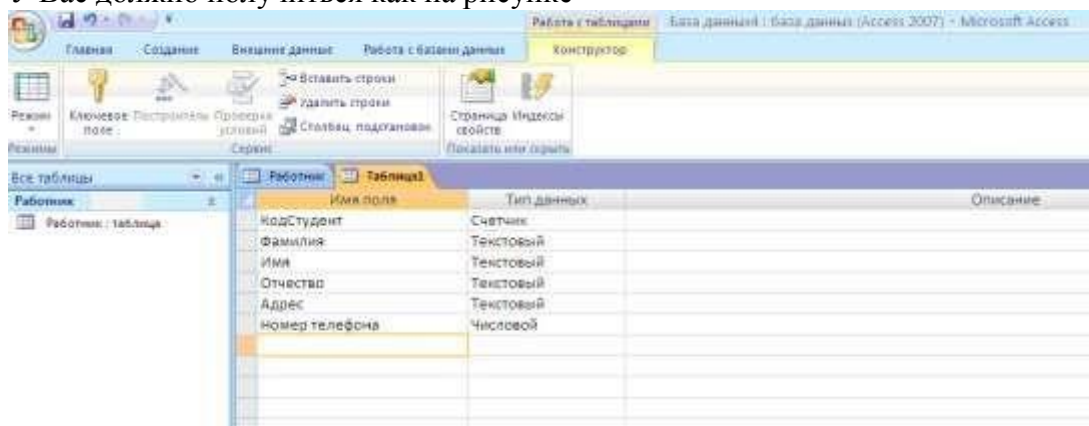 У Вас должно получиться как на рисунке
Работа с таблицами База данных1 : база данных (Access 2007) - Microsoft Access
Главная Создание Внешние данные Работа с базами данных Конструктор
Режим Ключевое поле Построитель Проверка условий Вставить строки Удалить строки Столбец подстановок Страница свойств Индексы
Режимы Сервис Показать или скрыть
Все таблицы Работник Таблица1
Работник Имя поля Тип данных Описание
Работник : таблица КодСтудент Счетчик
Фамилия Текстовый
Имя Текстовый
Отчество Текстовый
Адрес Текстовый
Номер телефона Числовой